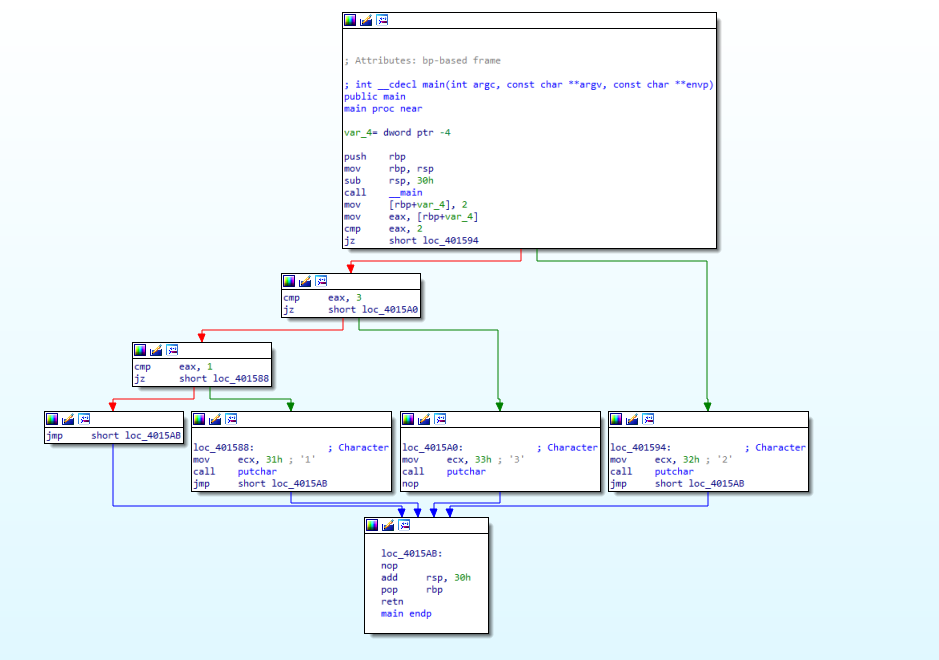 ; Attributes: bp-based frame
; int __cdecl main(int argc, const char **argv, const char **envp)
public main
main proc near
var_4= dword ptr -4
push rbp
mov rbp, rsp
sub rsp, 30h
call __main
mov [rbp+var_4], 2
mov eax, [rbp+var_4]
cmp eax, 2
jz short loc_401594
cmp eax, 3
jz short loc_4015A0
cmp eax, 1
jz short loc_401588
jmp short loc_4015AB
loc_401588: ; Character
mov ecx, 31h ; '1'
call putchar
jmp short loc_4015AB
loc_4015A0: ; Character
mov ecx, 33h ; '3'
call putchar
nop
loc_401594: ; Character
mov ecx, 32h ; '2'
call putchar
jmp short loc_4015AB
loc_4015AB:
nop
add rsp, 30h
pop rbp
retn
main endp